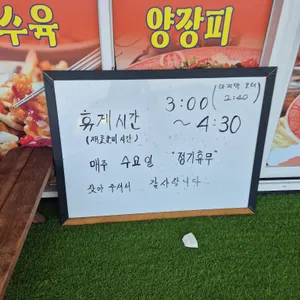 수육
양장피
휴게시간 3:00 (마지막 오더 2:40)
(재료준비시간) ~ 4:30
매주 수요일 "정기휴무"
찾아주셔서 감사합니다